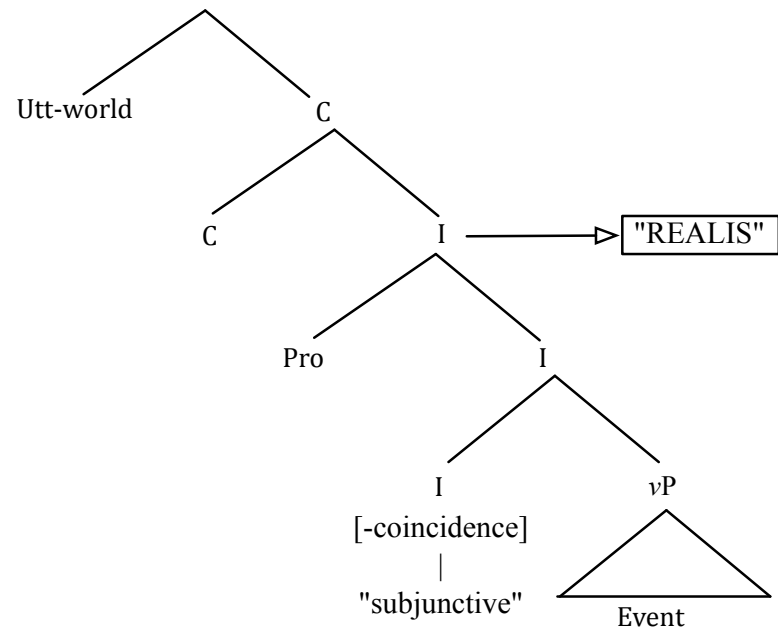 Utt-world
C
C
I
"REALIS"
Pro
I
I
vP
[-coincidence]
|
"subjunctive"
Event